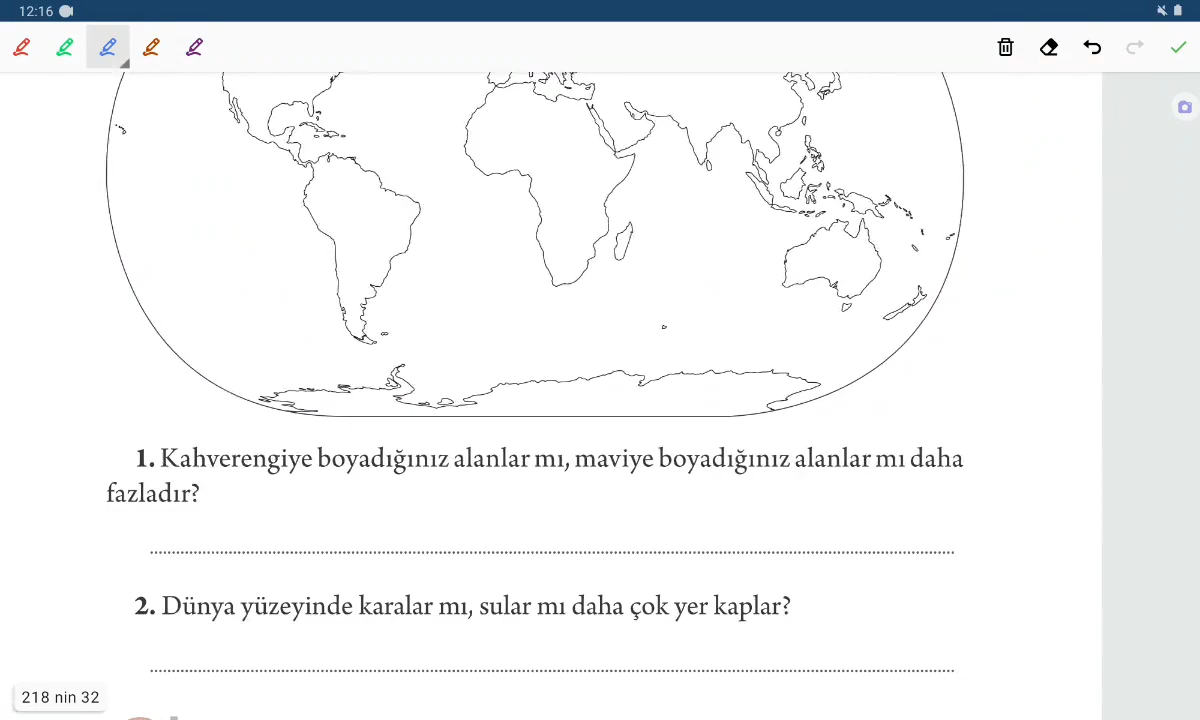 12:16
1. Kahverengiye boyadığınız alanlar mı, maviye boyadığınız alanlar mı daha
fazladır?
2. Dünya yüzeyinde karalar mı, sular mı daha çok yer kaplar?
218 nin 32